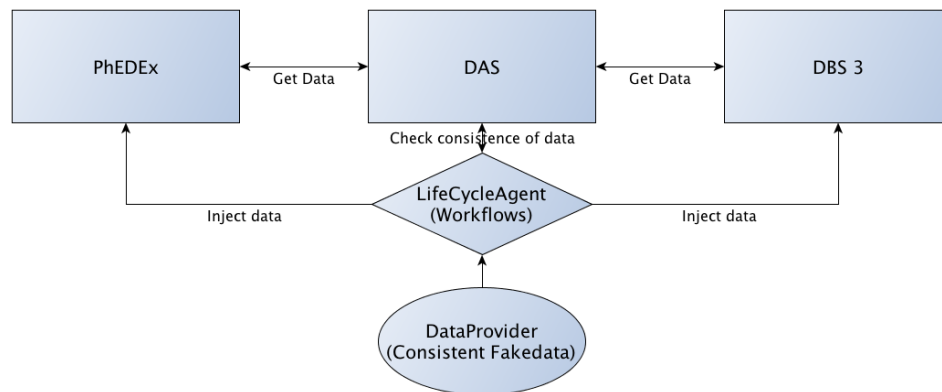 PhEDEx
DAS
DBS 3
Get Data
Get Data
Check consistence of data
LifeCycleAgent
(Workflows)
Inject data
Inject data
DataProvider
(Consistent Fakedata)